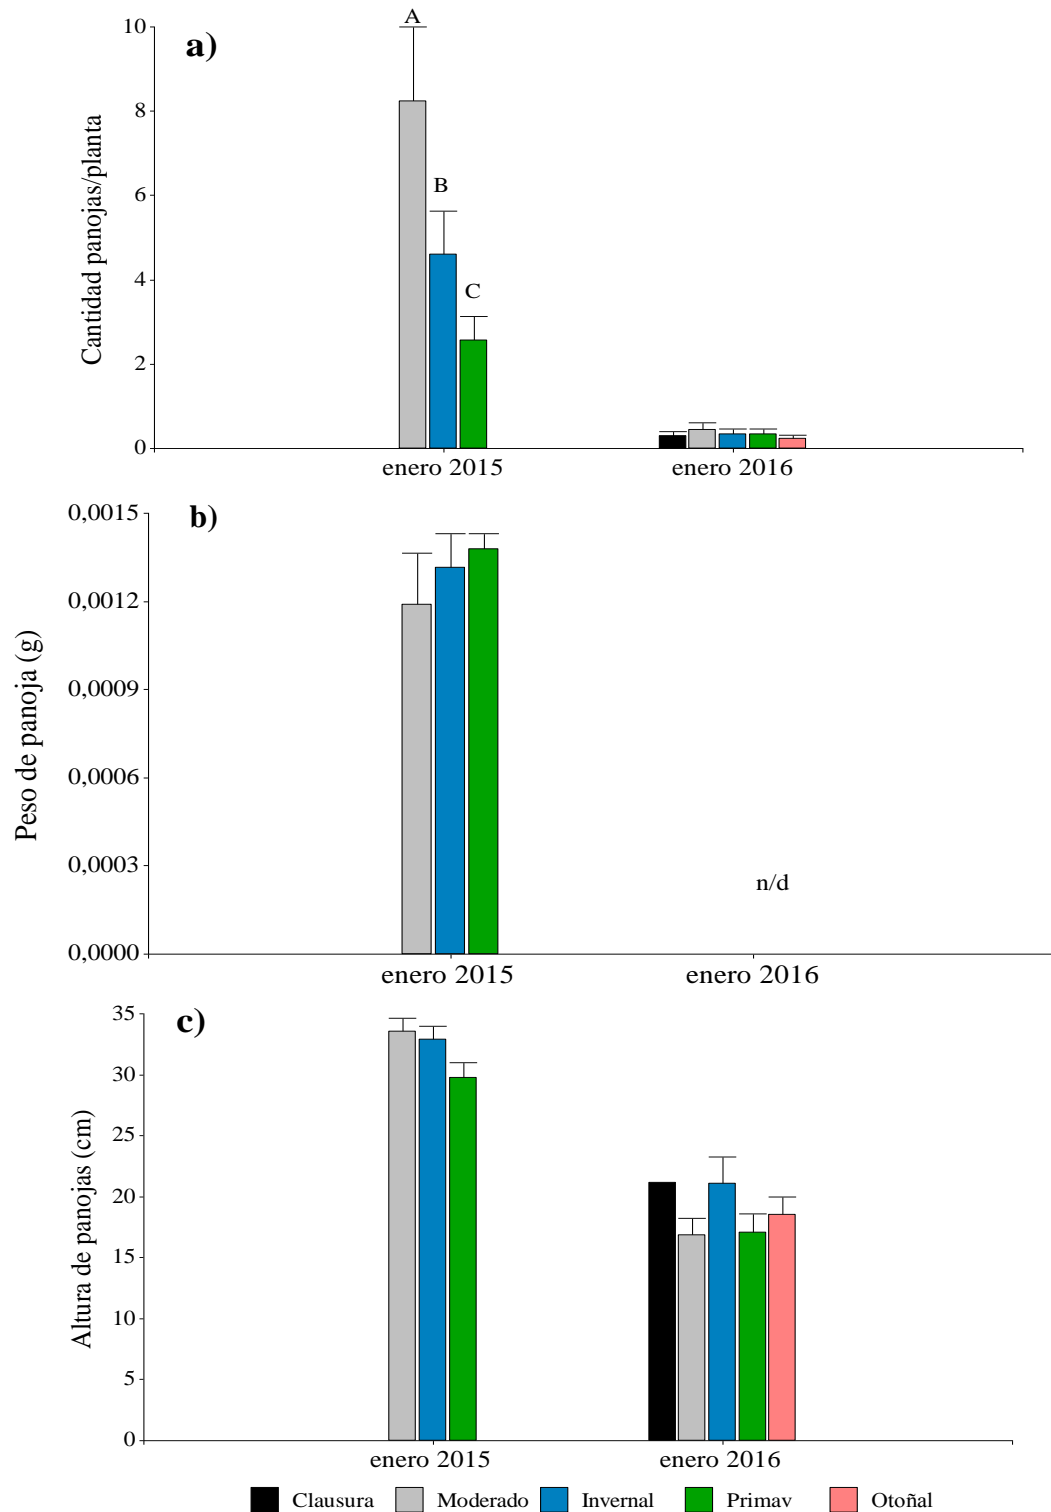 a)
A
B
C
Cantidad panojas/planta
10
8
6
4
2
0
enero 2015 enero 2016
b)
Peso de panoja (g)
0,0015
0,0012
0,0009
0,0006
0,0003
0,0000
n/d
enero 2015 enero 2016
c)
Altura de panojas (cm)
35
30
25
20
15
10
5
0
enero 2015 enero 2016
Clausura Moderado Invernal Primav Otoñal